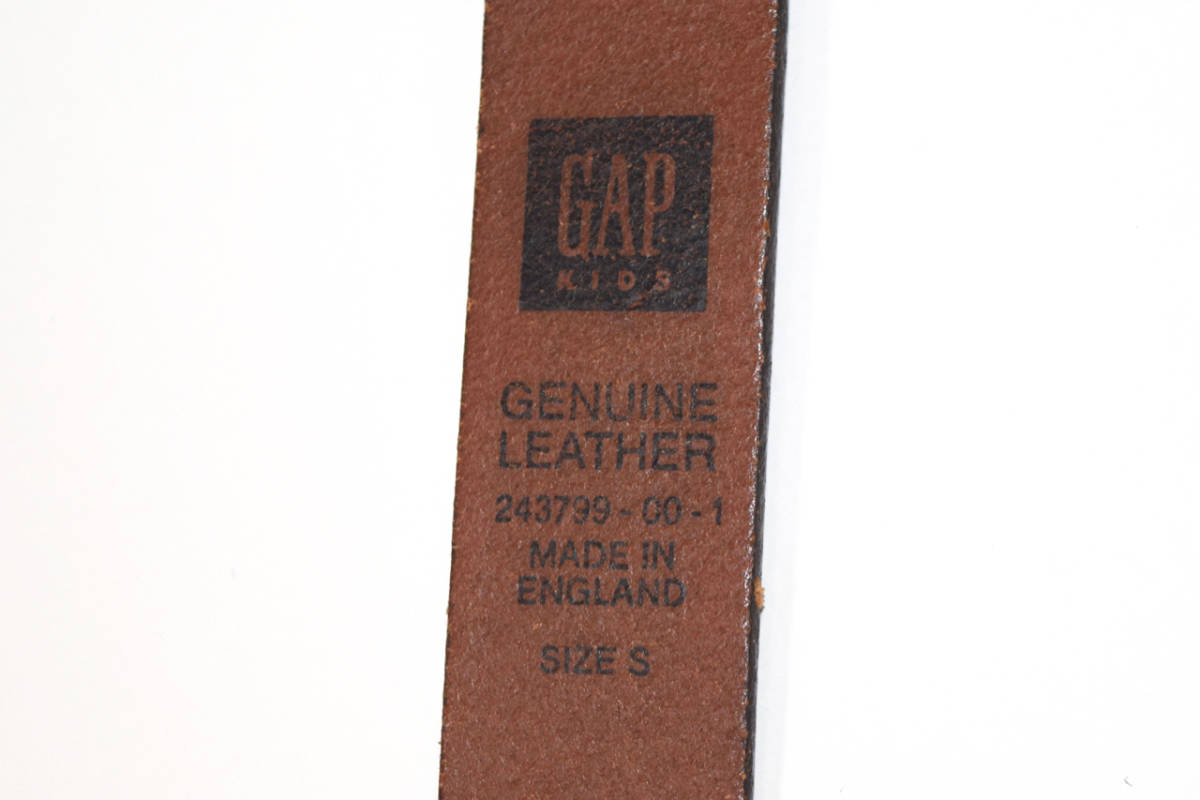 GAP
KIDS
GENUINE
LEATHER
243799-00-1
MADE IN
ENGLAND
SIZE S